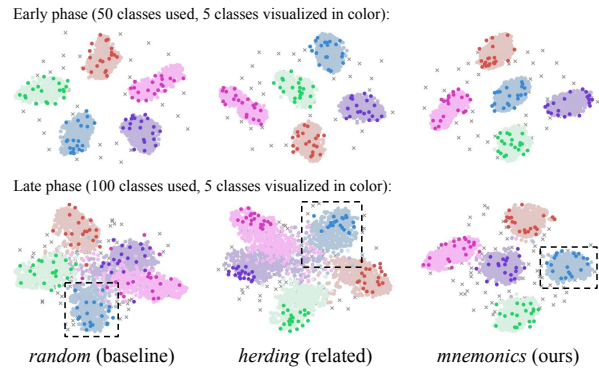 Early phase (50 classes used, 5 classes visualized in color):
Late phase (100 classes used, 5 classes visualized in color):
random (baseline) herding (related) mnemonics (ours)